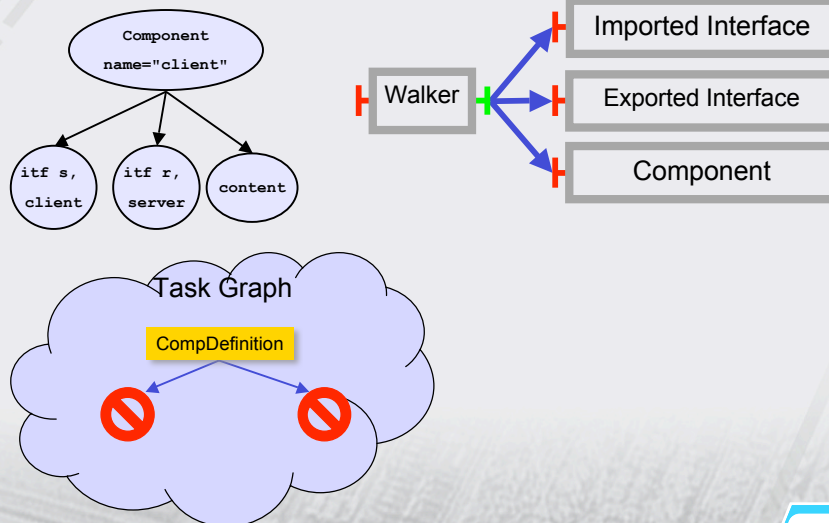 Component
name="client"
itf s,
client
itf r,
server
content
Walker
Imported Interface
Exported Interface
Component
Task Graph
CompDefinition